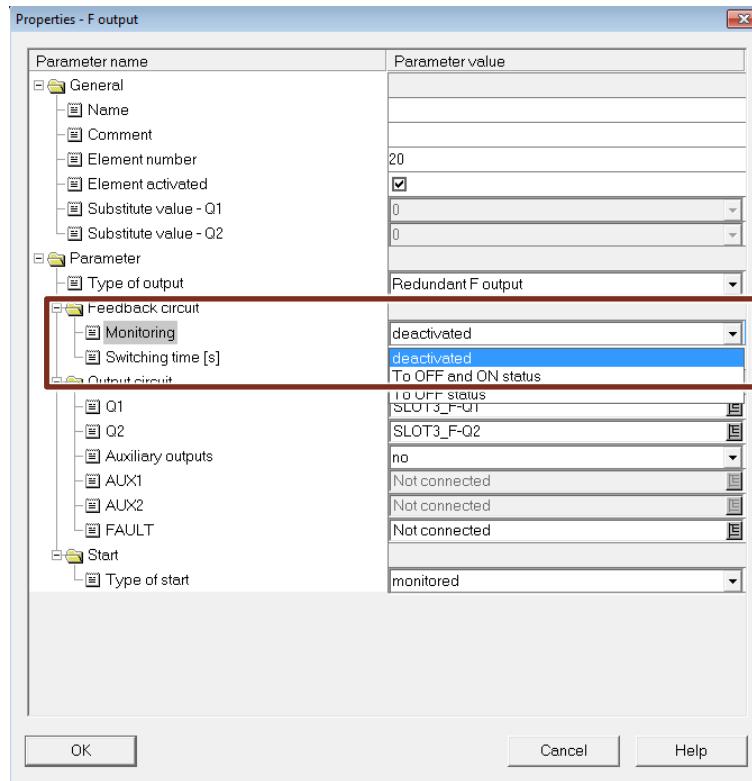 Properties - F output
Parameter name Parameter value
General
Name
Comment
Element number 20
Element activated
Substitute value - Q1 0
Substitute value - Q2 0
Parameter
Type of output Redundant F output
Feedback circuit
Monitoring deactivated
Switching time [s] deactivated
To OFF and ON status
Output circuit To OFF status
Q1 SLOT3_F-Q1
Q2 SLOT3_F-Q2
Auxiliary outputs no
AUX1 Not connected
AUX2 Not connected
FAULT Not connected
Start
Type of start monitored
OK Cancel Help